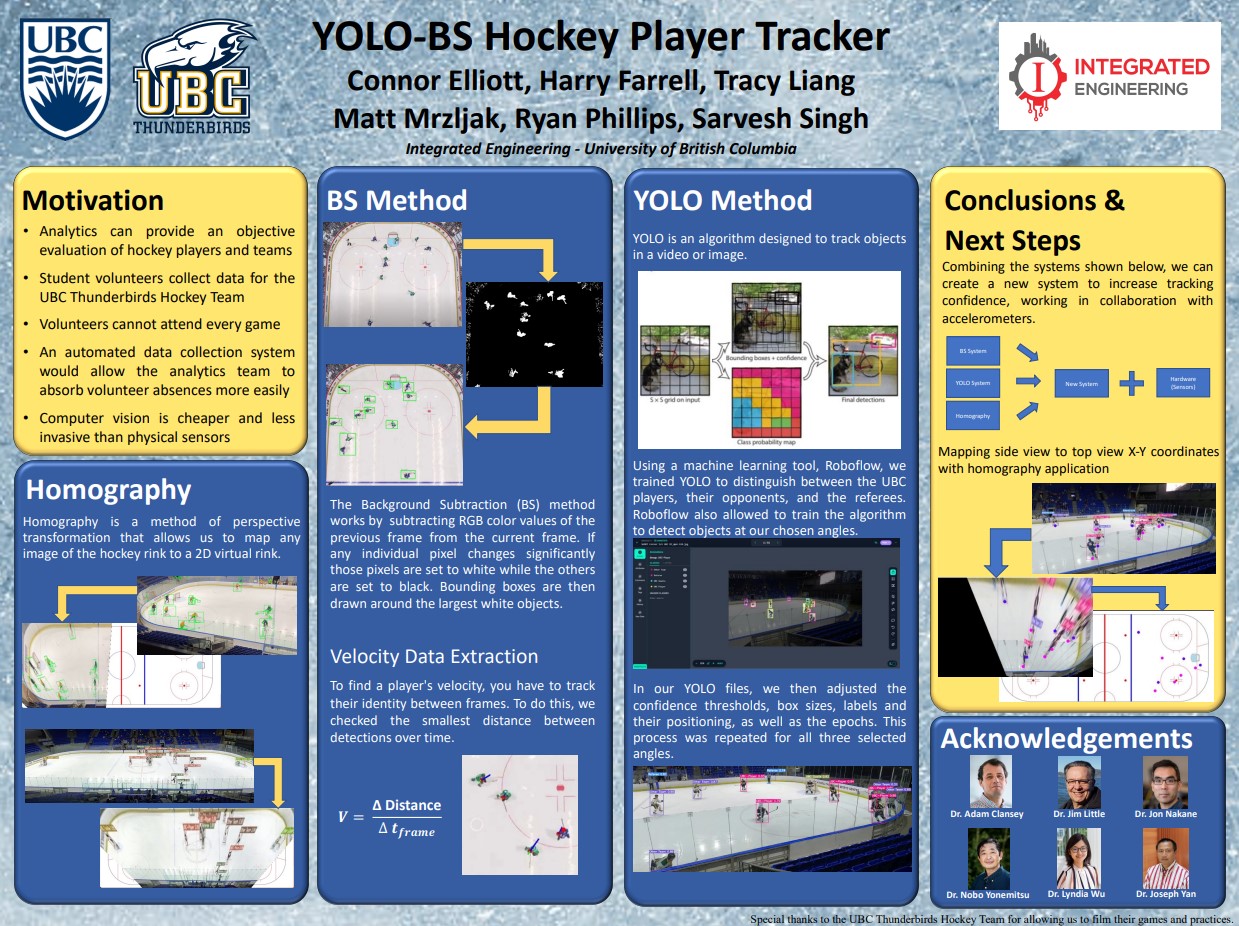 UBC
UBC
THUNDERBIRDS
YOLO-BS Hockey Player Tracker
Connor Elliott, Harry Farrell, Tracy Liang
Matt Mrzljak, Ryan Phillips, Sarvesh Singh
Integrated Engineering - University of British Columbia
I
INTEGRATED
ENGINEERING
Motivation
• Analytics can provide an objective
evaluation of hockey players and teams
• Student volunteers collect data for the
UBC Thunderbirds Hockey Team
• Volunteers cannot attend every game
• An automated data collection system
would allow the analytics team to
absorb volunteer absences more easily
• Computer vision is cheaper and less
invasive than physical sensors
Homography
Homography is a method of perspective
transformation that allows us to map any
image of the hockey rink to a 2D virtual rink.
BS Method
The Background Subtraction (BS) method
works by subtracting RGB color values of the
previous frame from the current frame. If
any individual pixel changes significantly
those pixels are set to white while the others
are set to black. Bounding boxes are then
drawn around the largest white objects.
Velocity Data Extraction
To find a player's velocity, you have to track
their identity between frames. To do this, we
checked the smallest distance between
detections over time.
V = Δ Distance / Δ t_frame
YOLO Method
YOLO is an algorithm designed to track objects
in a video or image.
Bounding boxes + confidence
S × S grid on input
Final detections
Class probability map
Using a machine learning tool, Roboflow, we
trained YOLO to distinguish between the UBC
players, their opponents, and the referees.
Roboflow also allowed to train the algorithm
to detect objects at our chosen angles.
In our YOLO files, we then adjusted the
confidence thresholds, box sizes, labels and
their positioning, as well as the epochs. This
process was repeated for all three selected
angles.
Conclusions &
Next Steps
Combining the systems shown below, we can
create a new system to increase tracking
confidence, working in collaboration with
accelerometers.
BS System
YOLO System
Homography
New System
Hardware
(Sensors)
Mapping side view to top view X-Y coordinates
with homography application
Acknowledgements
Dr. Adam Clansey
Dr. Jim Little
Dr. Jon Nakane
Dr. Nobo Yonemitsu
Dr. Lyndia Wu
Dr. Joseph Yan
Special thanks to the UBC Thunderbirds Hockey Team for allowing us to film their games and practices.